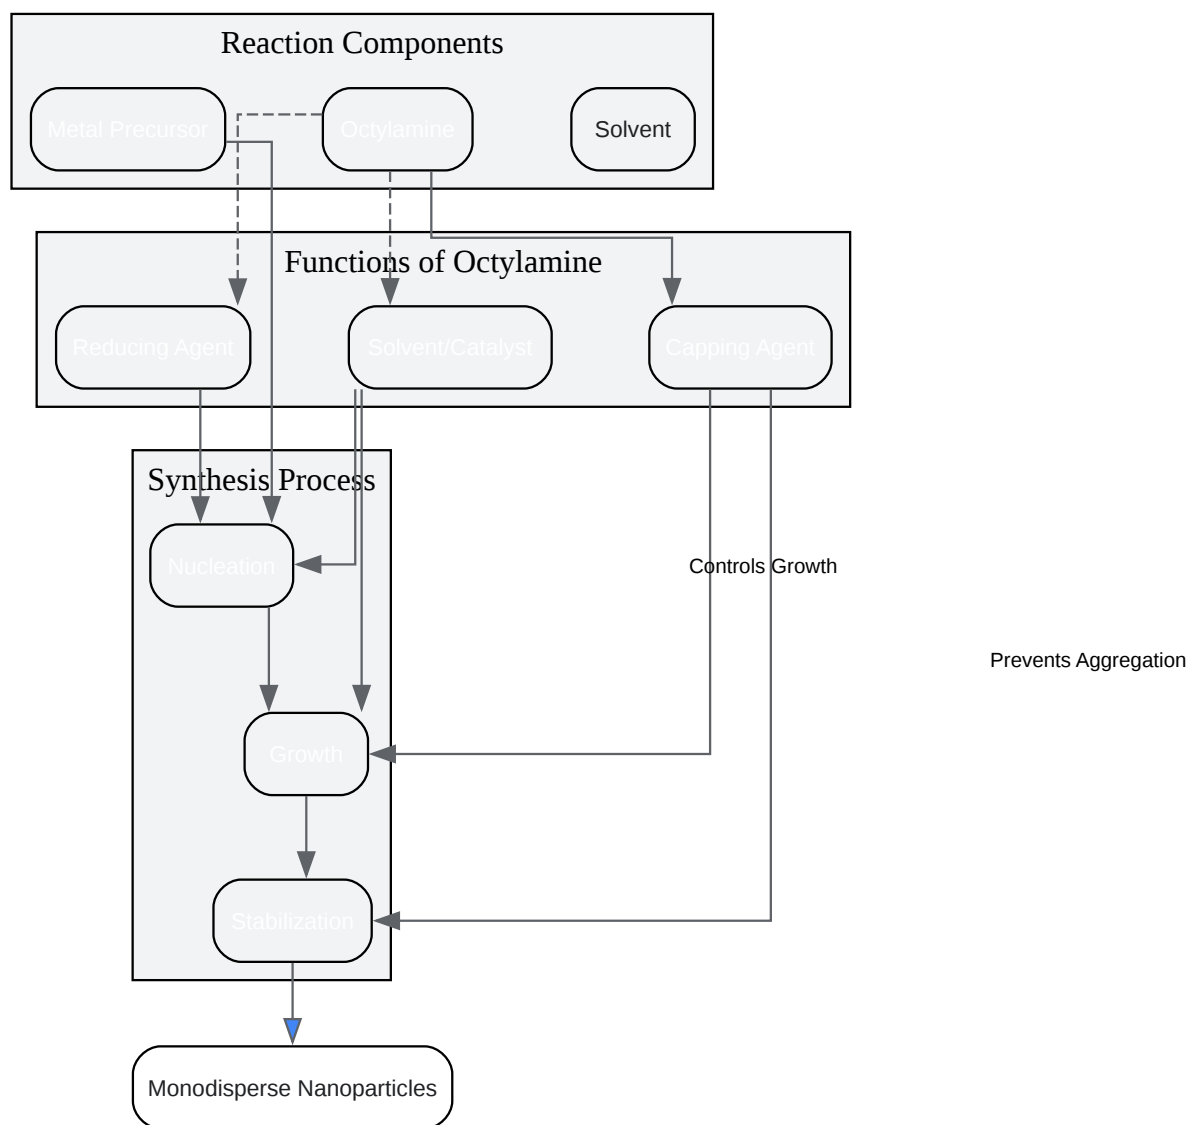 Reaction Components
Metal Precursor
Octylamine
Solvent
Functions of Octylamine
Reducing Agent
Solvent/Catalyst
Capping Agent
Synthesis Process
Nucleation
Controls Growth
Prevents Aggregation
Growth
Stabilization
Monodisperse Nanoparticles